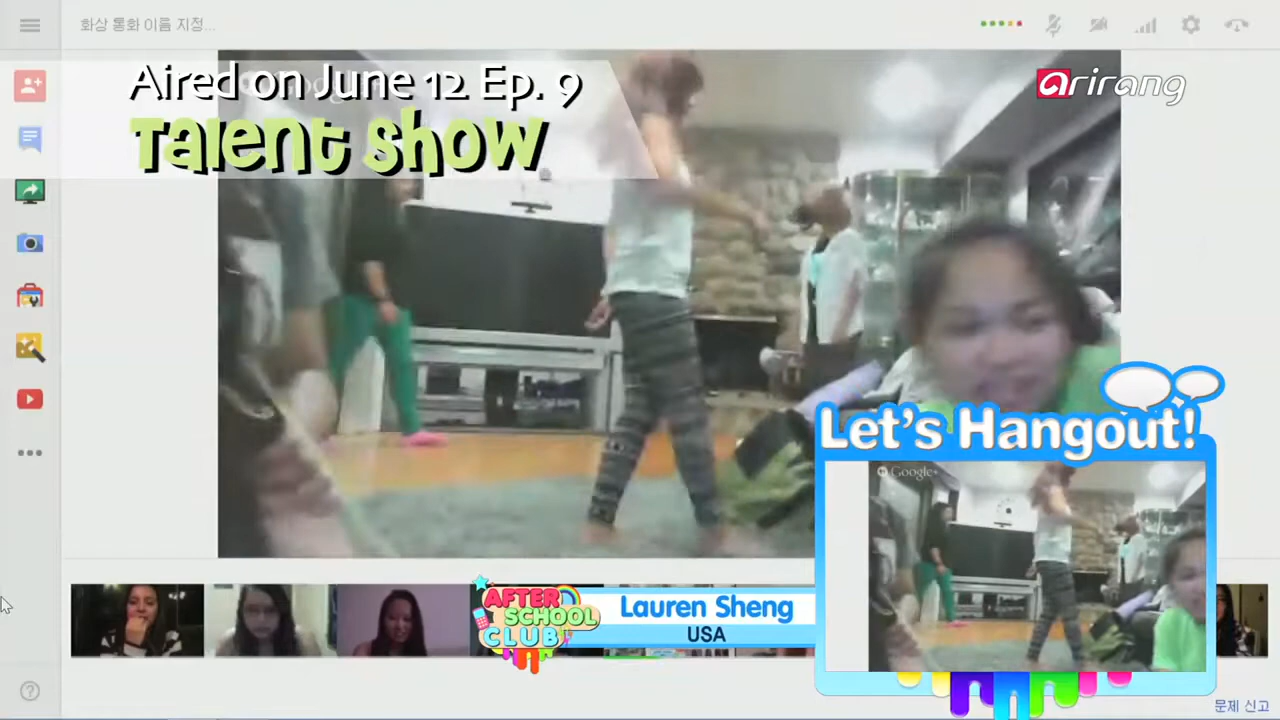 화상 통화 이름 지정...
Aired on June 12 Ep. 9
Talent Show
arirang
Let's Hangout!
Google+
AFTER
SCHOOL
CLUB
Lauren Sheng
USA
문제 신고